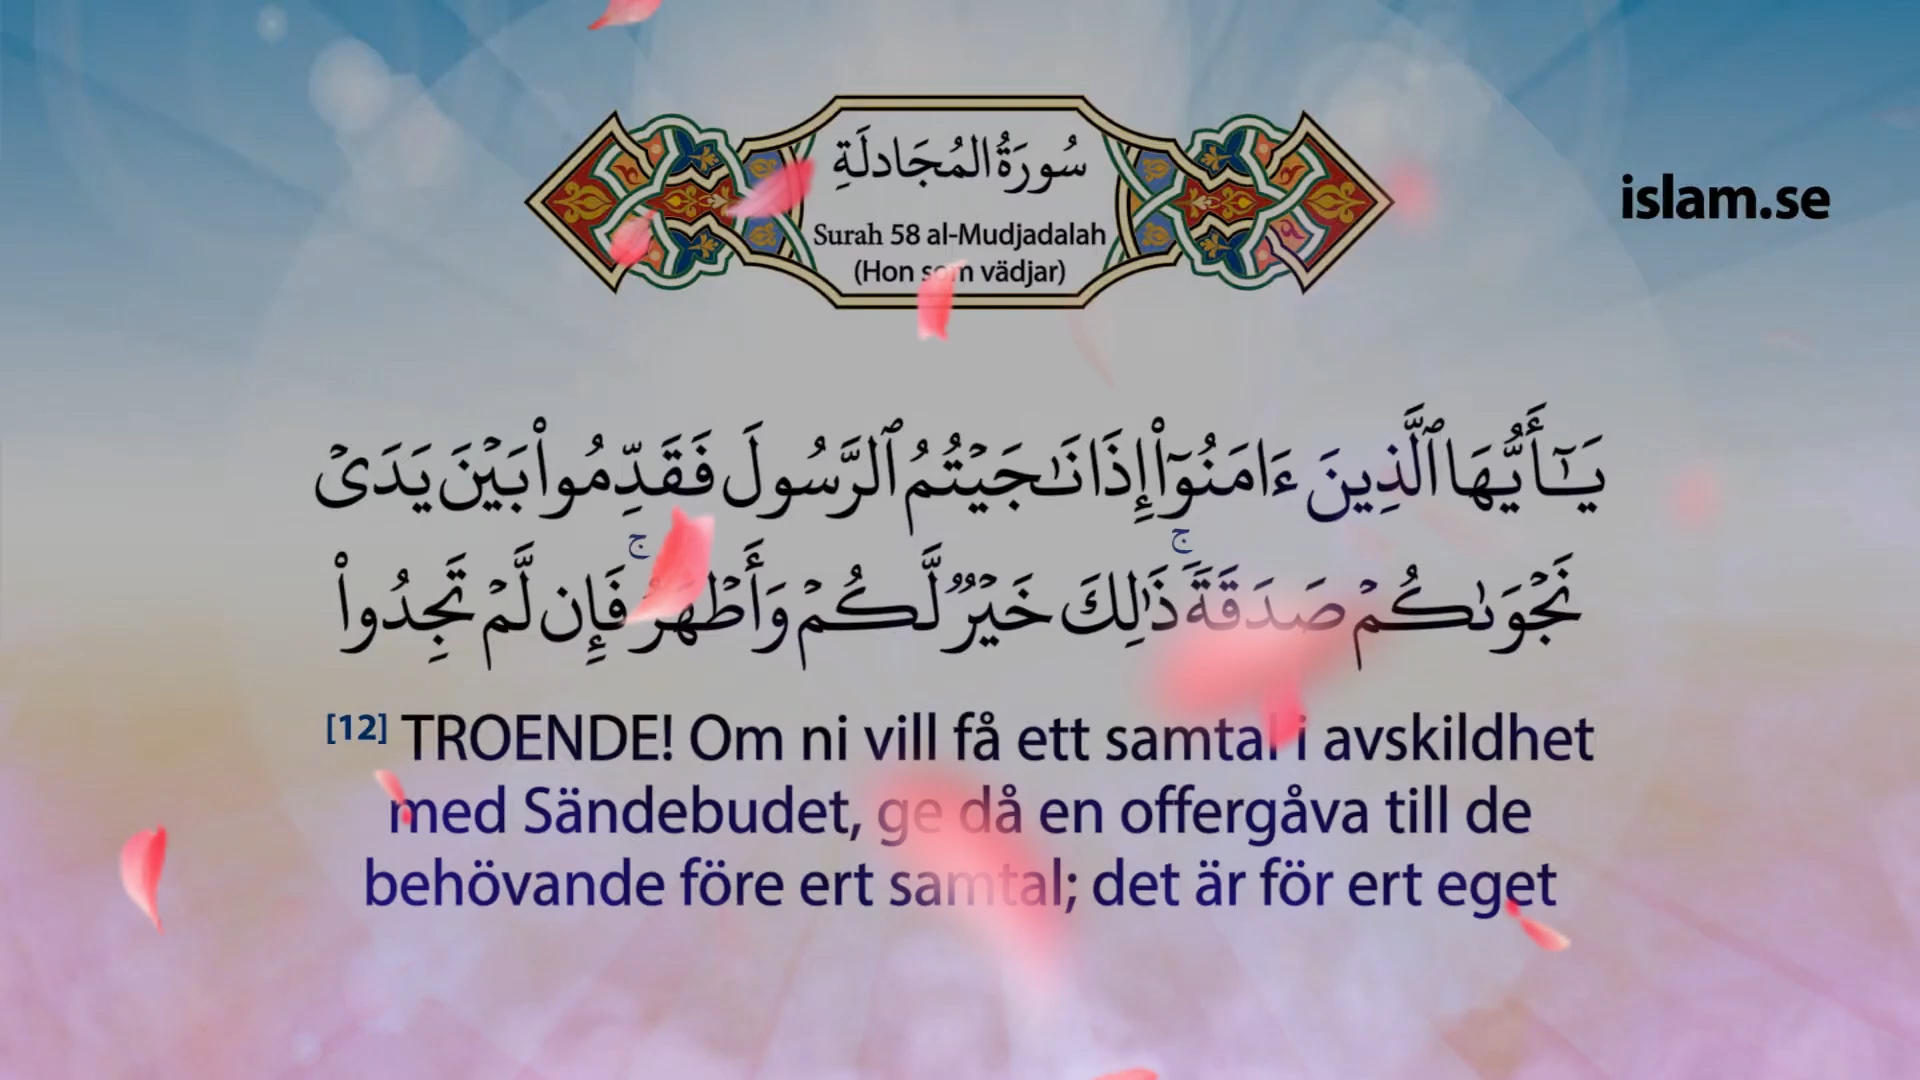 سُورَةُ المُجَادلَةِ
Surah 58 al-Mudjadalah
(Hon som vädjar)
islam.se
يَـٰٓأَيُّهَا ٱلَّذِينَ ءَامَنُوٓا۟ إِذَا نَـٰجَيْتُمُ ٱلرَّسُولَ فَقَدِّمُوا۟ بَيْنَ يَدَىْ
نَجْوَىٰكُمْ صَدَقَةً ۚ ذَٰلِكَ خَيْرٌ لَّكُمْ وَأَطْهَرُ ۚ فَإِن لَّمْ تَجِدُوا۟
[12] TROENDE! Om ni vill få ett samtal i avskildhet
med Sändebudet, ge då en offergåva till de
behövande före ert samtal; det är för ert eget